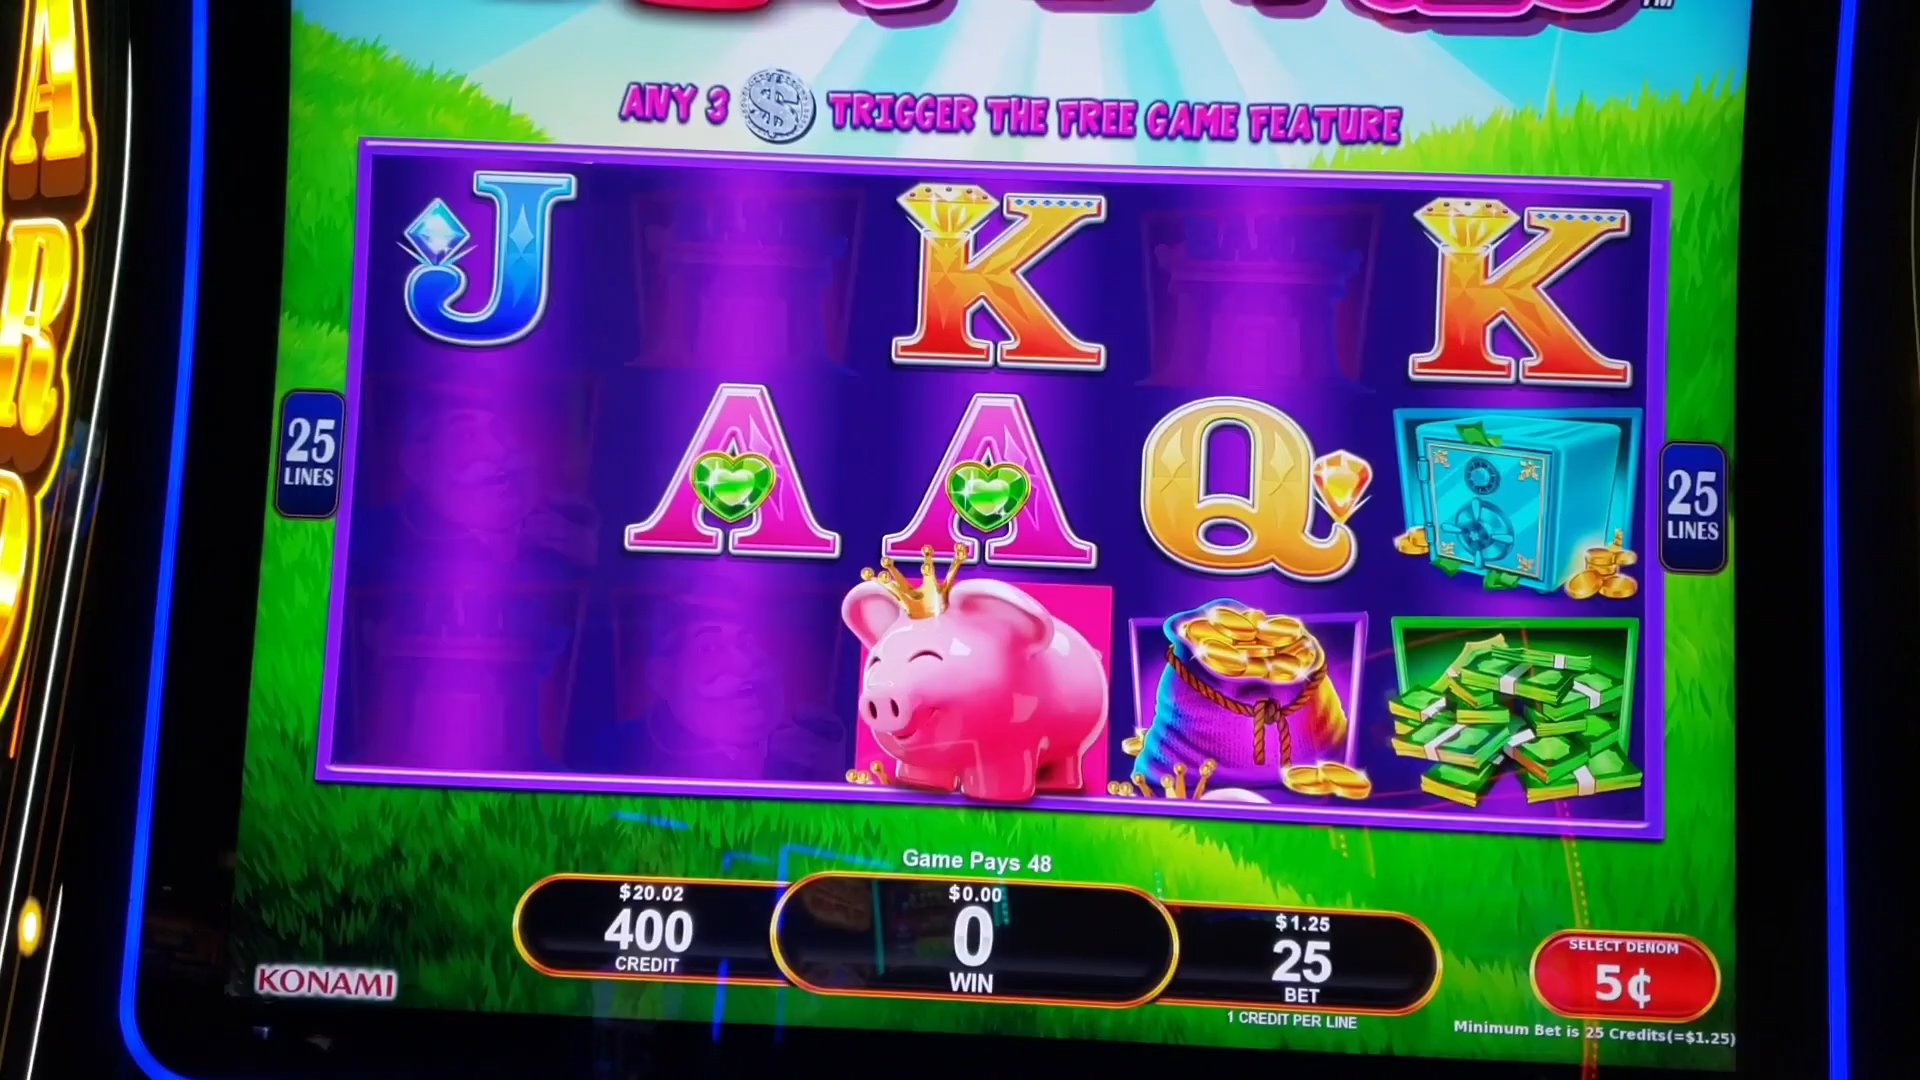 ANY 3 $ TRIGGER THE FREE GAME FEATURE
J K K
A A Q
25
LINES
25
LINES
Game Pays 48
$20.02
400
CREDIT
$0.00
0
WIN
$1.25
25
BET
1 CREDIT PER LINE
SELECT DENOM
5¢
Minimum Bet is 25 Credits(=$1.25)
KONAMI
TM
A
R